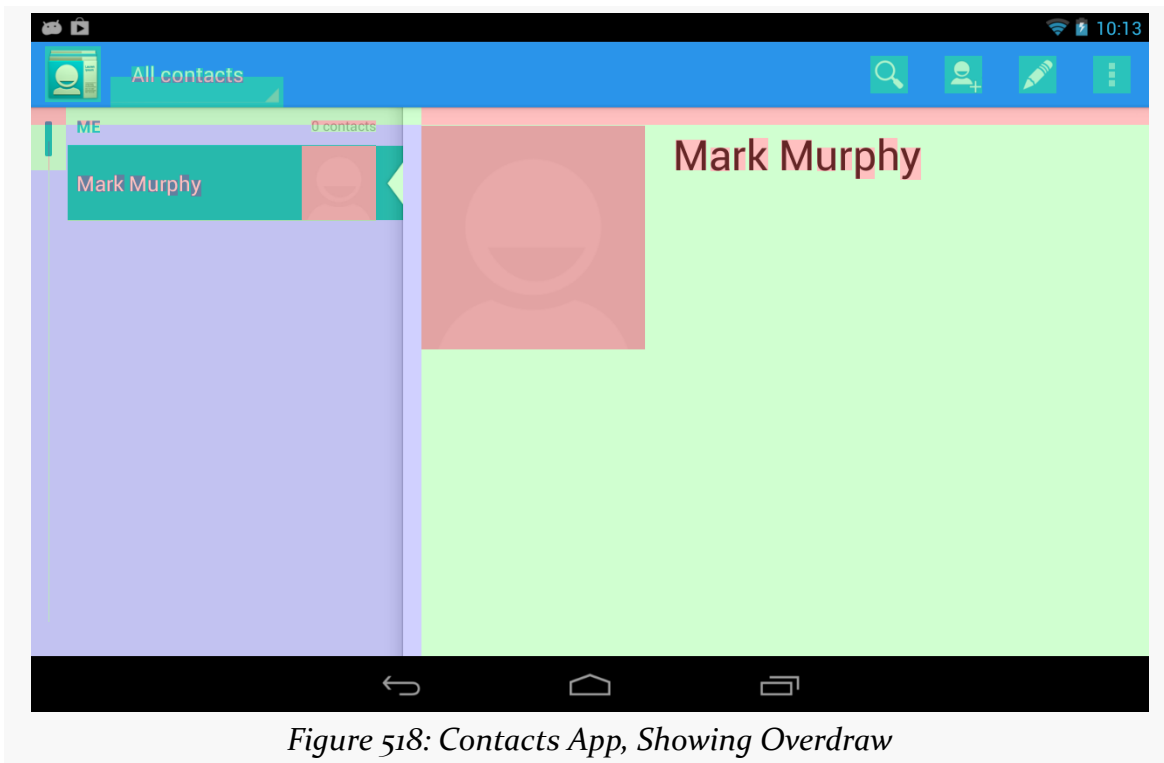 10:13
All contacts
ME 0 contacts
Mark Murphy
Mark Murphy
Figure 518: Contacts App, Showing Overdraw